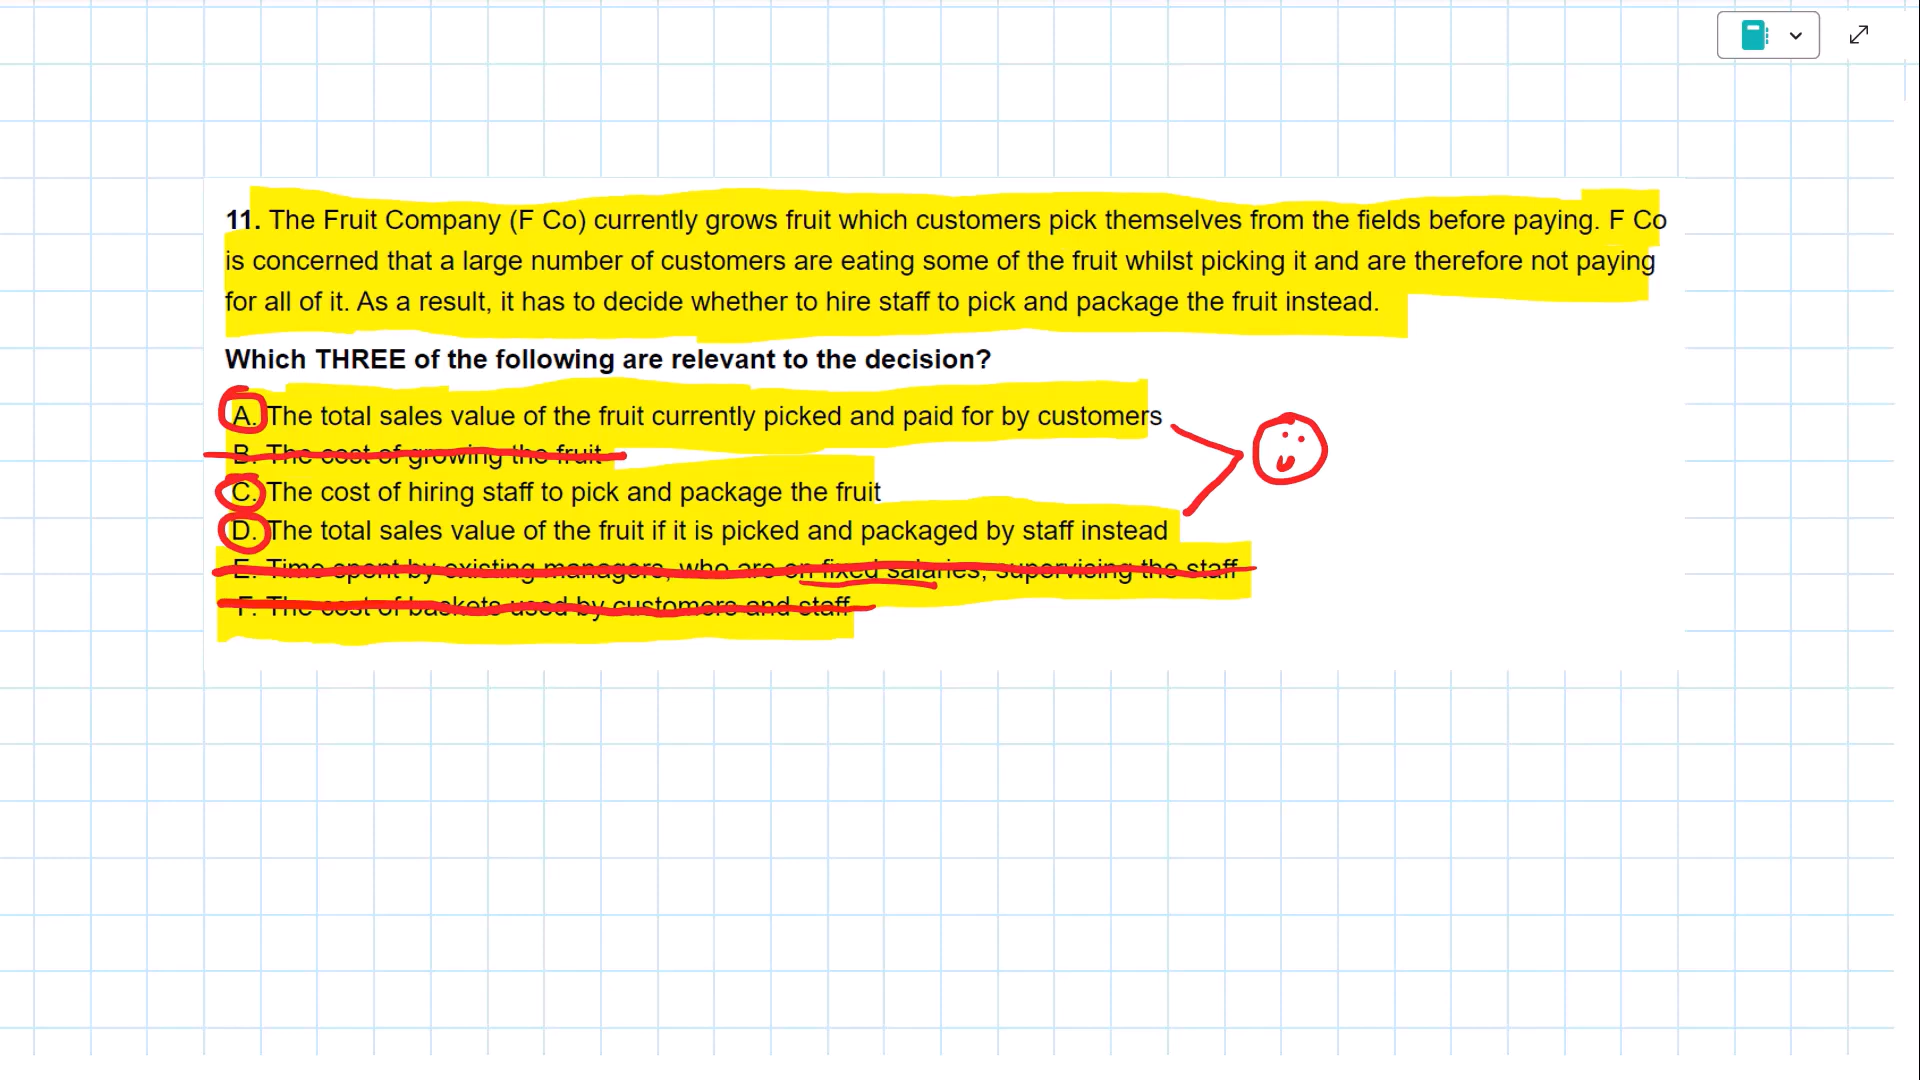 11. The Fruit Company (F Co) currently grows fruit which customers pick themselves from the fields before paying. F Co
is concerned that a large number of customers are eating some of the fruit whilst picking it and are therefore not paying
for all of it. As a result, it has to decide whether to hire staff to pick and package the fruit instead.
Which THREE of the following are relevant to the decision?
A. The total sales value of the fruit currently picked and paid for by customers
B. The cost of growing the fruit
C. The cost of hiring staff to pick and package the fruit
D. The total sales value of the fruit if it is picked and packaged by staff instead
E. Time spent by existing managers, who are on fixed salaries, supervising the staff
F. The cost of baskets used by customers and staff